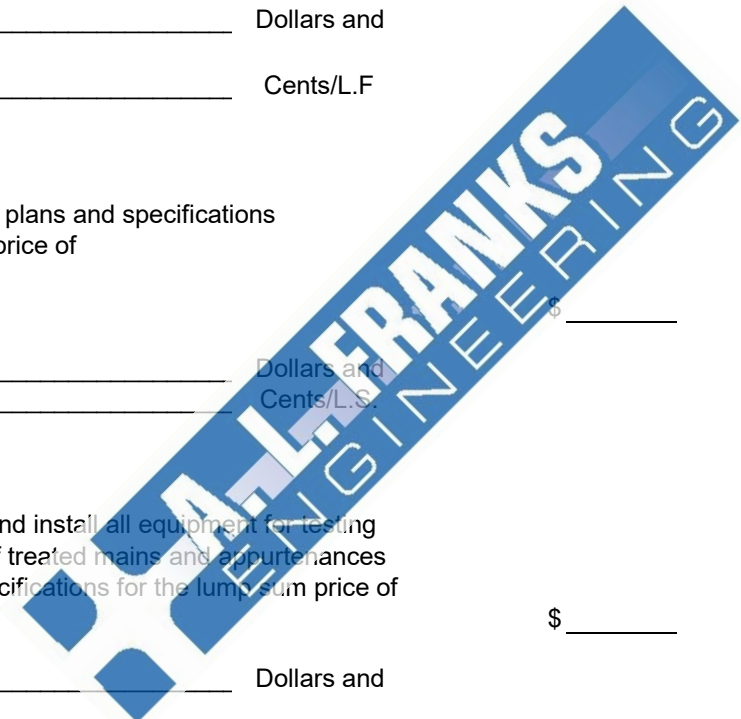 Dollars and
Cents/L.F
plans and specifications
price of
$
Dollars and
Cents/L.S.
nd install all equipment for testing
f treated mains and appurtenances
cifications for the lump sum price of
$
Dollars and
A. L. FRANKS
ENGINEERING